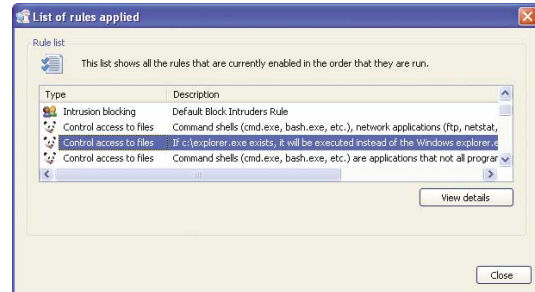 List of rules applied
Rule list
This list shows all the rules that are currently enabled in the order that they are run.
Type Description
Intrusion blocking Default Block Intruders Rule
Control access to files Command shells (cmd.exe, bash.exe, etc.), network applications (ftp, netstat,
Control access to files If c:\explorer.exe exists, it will be executed instead of the Windows explorer.e
Control access to files Command shells (cmd.exe, bash.exe, etc.) are applications that not all prograr
View details
Close